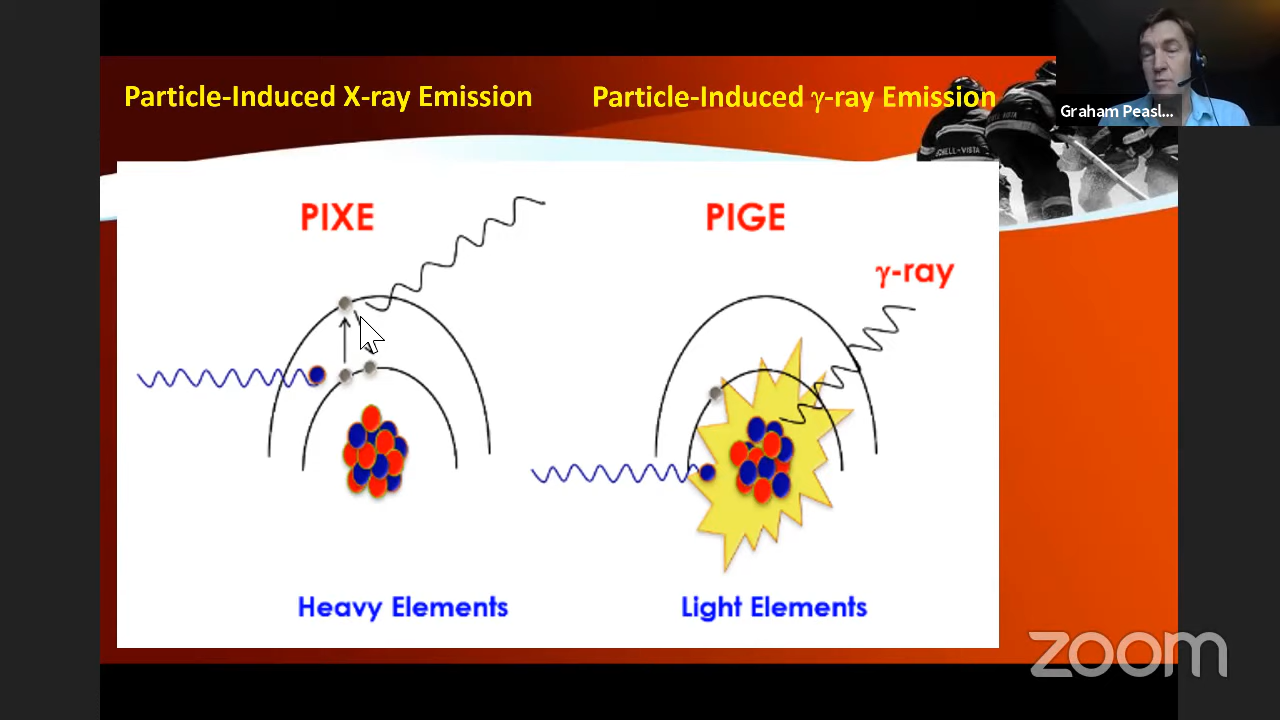 Particle-Induced X-ray Emission
Particle-Induced γ-ray Emission
Graham Peasl...
PIXE
PIGE
γ-ray
Heavy Elements
Light Elements
zoom